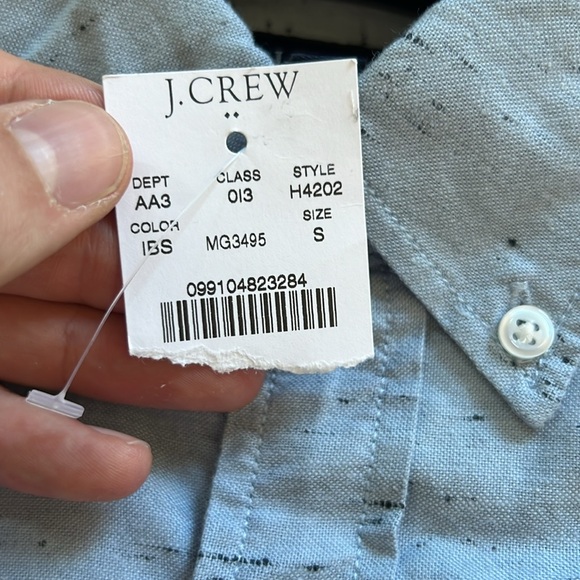 J.CREW
DEPT CLASS STYLE
AA3 013 H4202
COLOR SIZE
IBS MG3495 S
099104823284